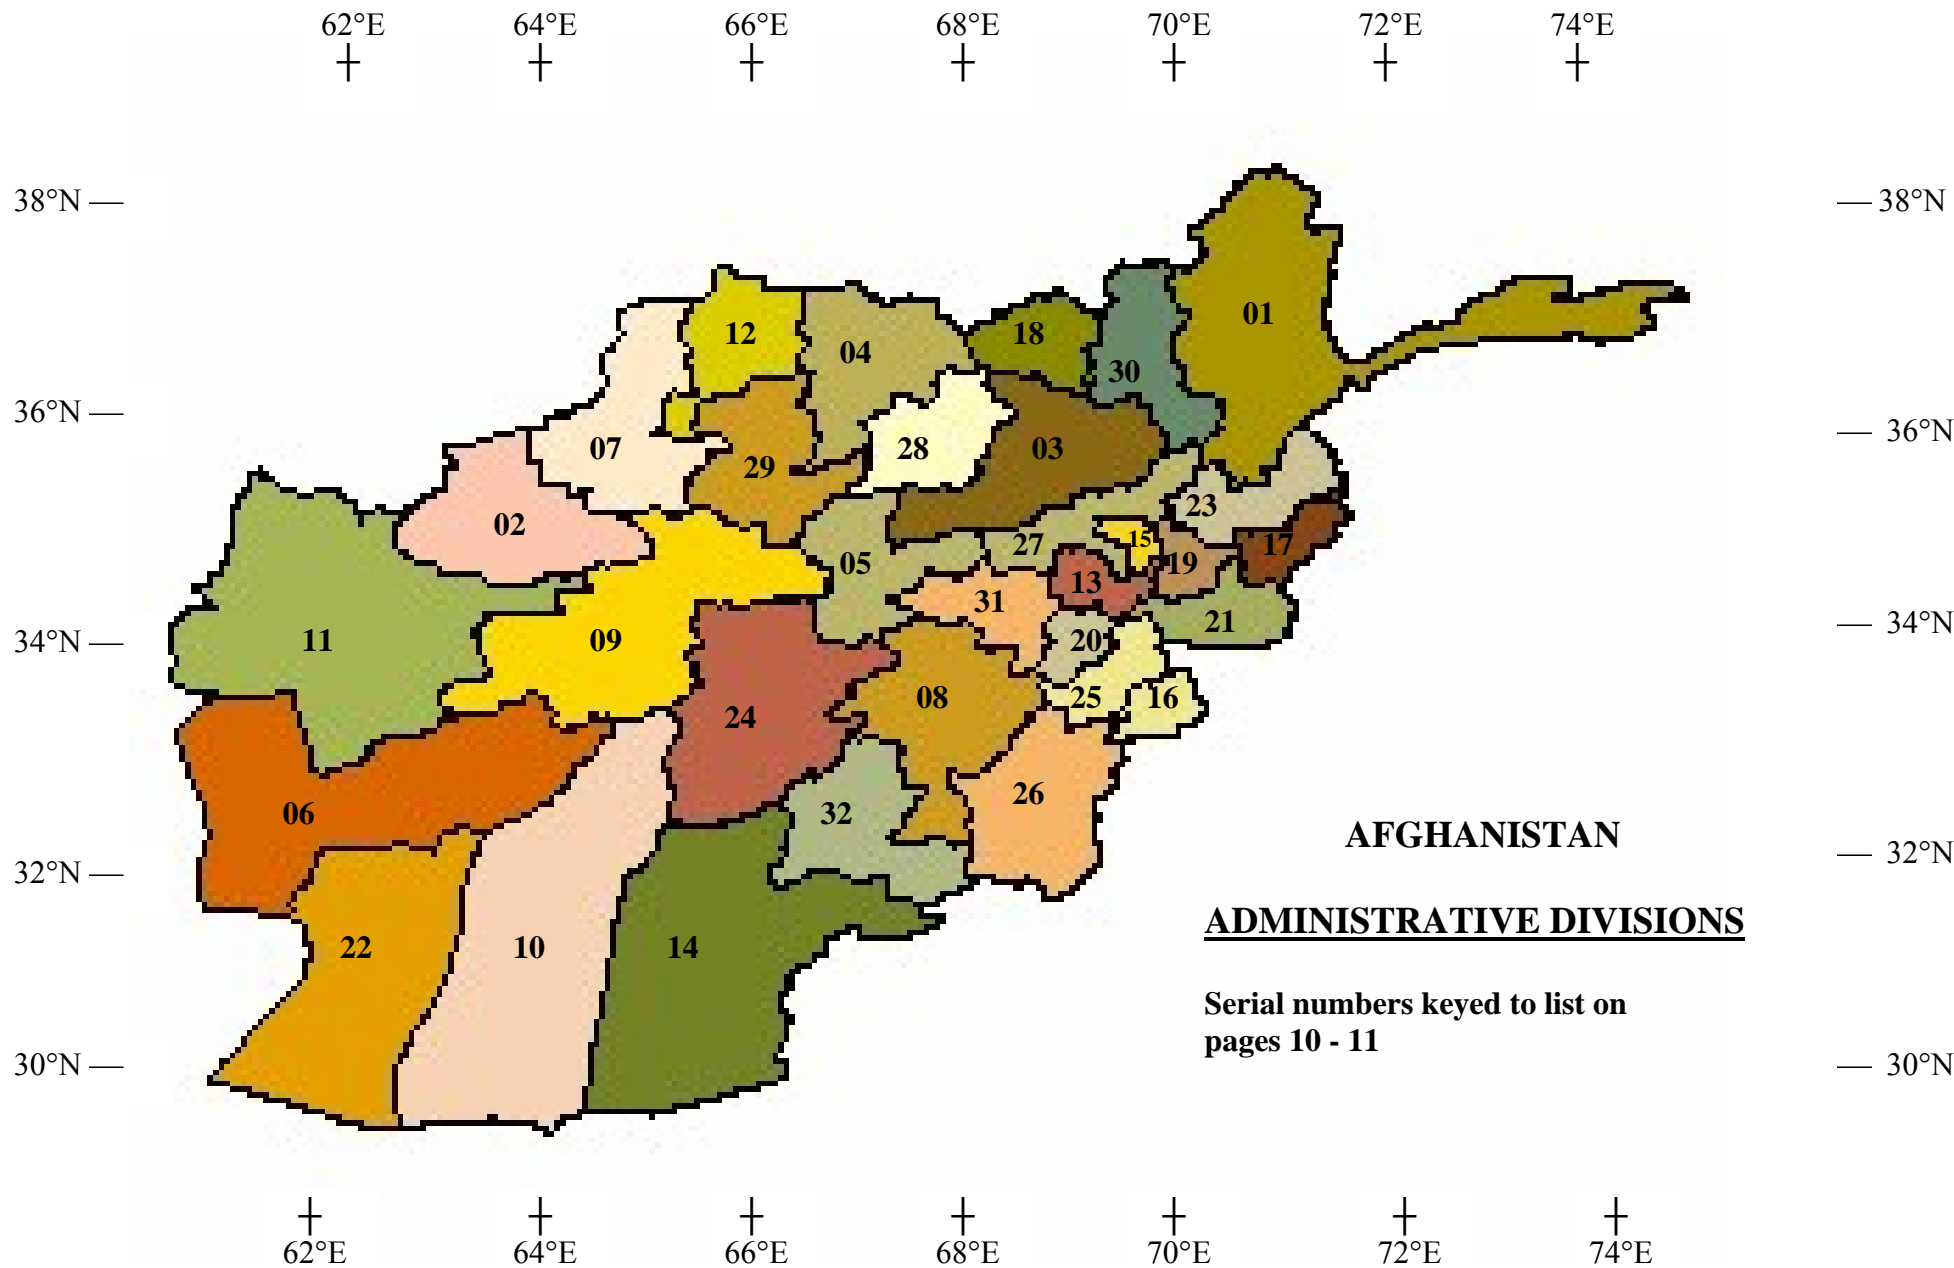 62°E 64°E 66°E 68°E 70°E 72°E 74°E
38°N 38°N
01
12 18
04
30
36°N 36°N
07 28 03
29
23
02
15 17
27
05 19
13
31
21
11 09 20 34°N
34°N
08 25 16
24
26
06 32
AFGHANISTAN
32°N 32°N
ADMINISTRATIVE DIVISIONS
22 10 14
Serial numbers keyed to list on
pages 10 - 11
30°N 30°N
62°E 64°E 66°E 68°E 70°E 72°E 74°E